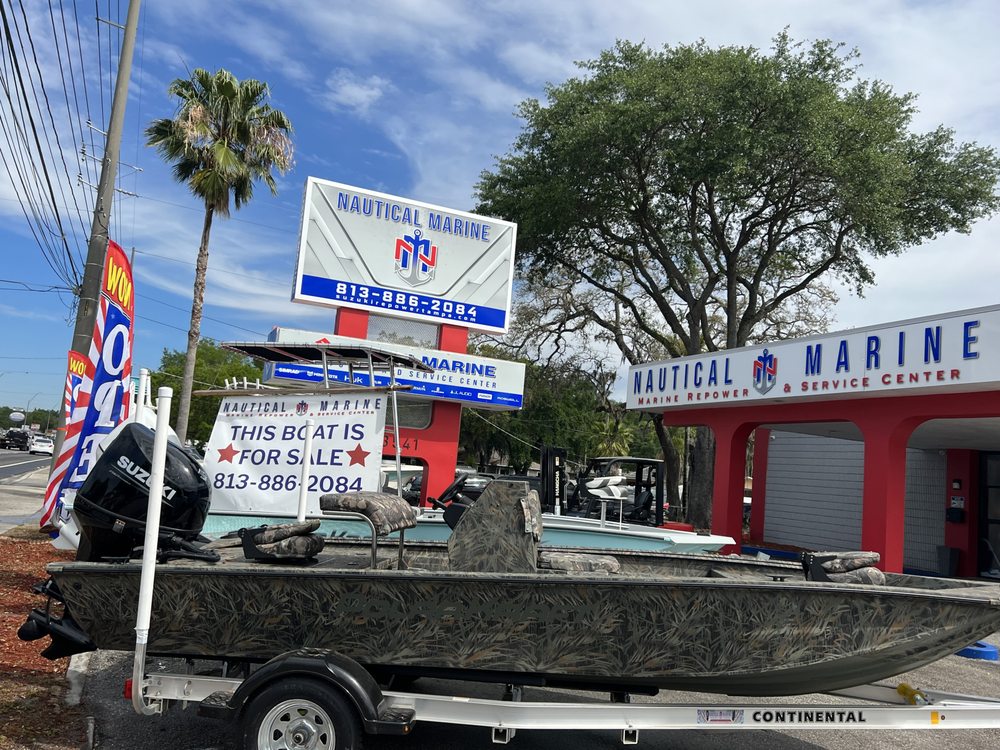 NAUTICAL MARINE
813-886-2084
suzukirepowertampa.com
MARINE
D SERVICE CENTER
NAUTICAL MARINE
MARINE REPOWER & SERVICE CENTER
WOW
WO
NAUTICAL MARINE
MARINE REPOWER & SERVICE CENTER
THIS BOAT IS
FOR SALE
813-886-2084
SUZUKI
CONTINENTAL